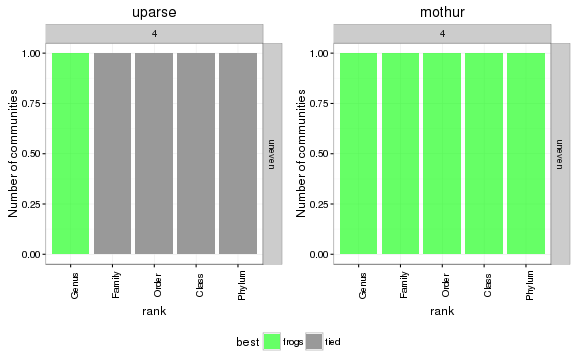 uparse
4
Number of communities
1.00
0.75
0.50
0.25
0.00
Genus
Family
Order
Class
Phylum
rank
uneven
mothur
4
Number of communities
1.00
0.75
0.50
0.25
0.00
Genus
Family
Order
Class
Phylum
rank
uneven
best frogs tied